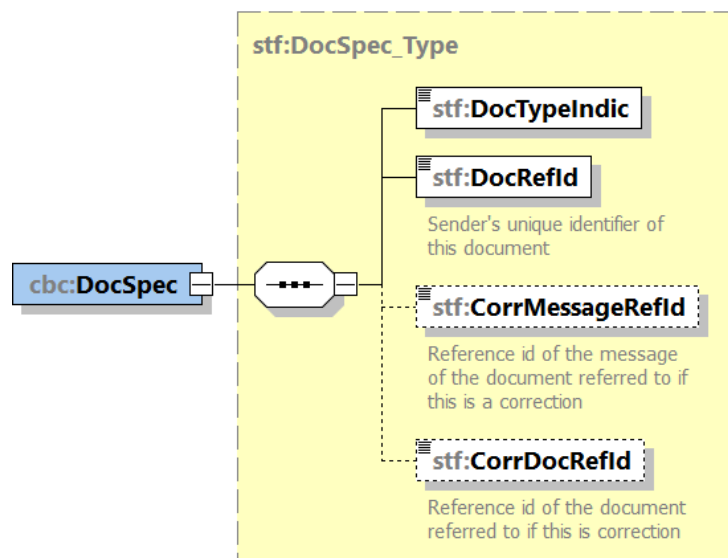 stf:DocSpec_Type
stf:DocTypeIndic
stf:DocRefId
Sender's unique identifier of
this document
cbc:DocSpec
stf:CorrMessageRefId
Reference id of the message
of the document referred to if
this is a correction
stf:CorrDocRefId
Reference id of the document
referred to if this is correction